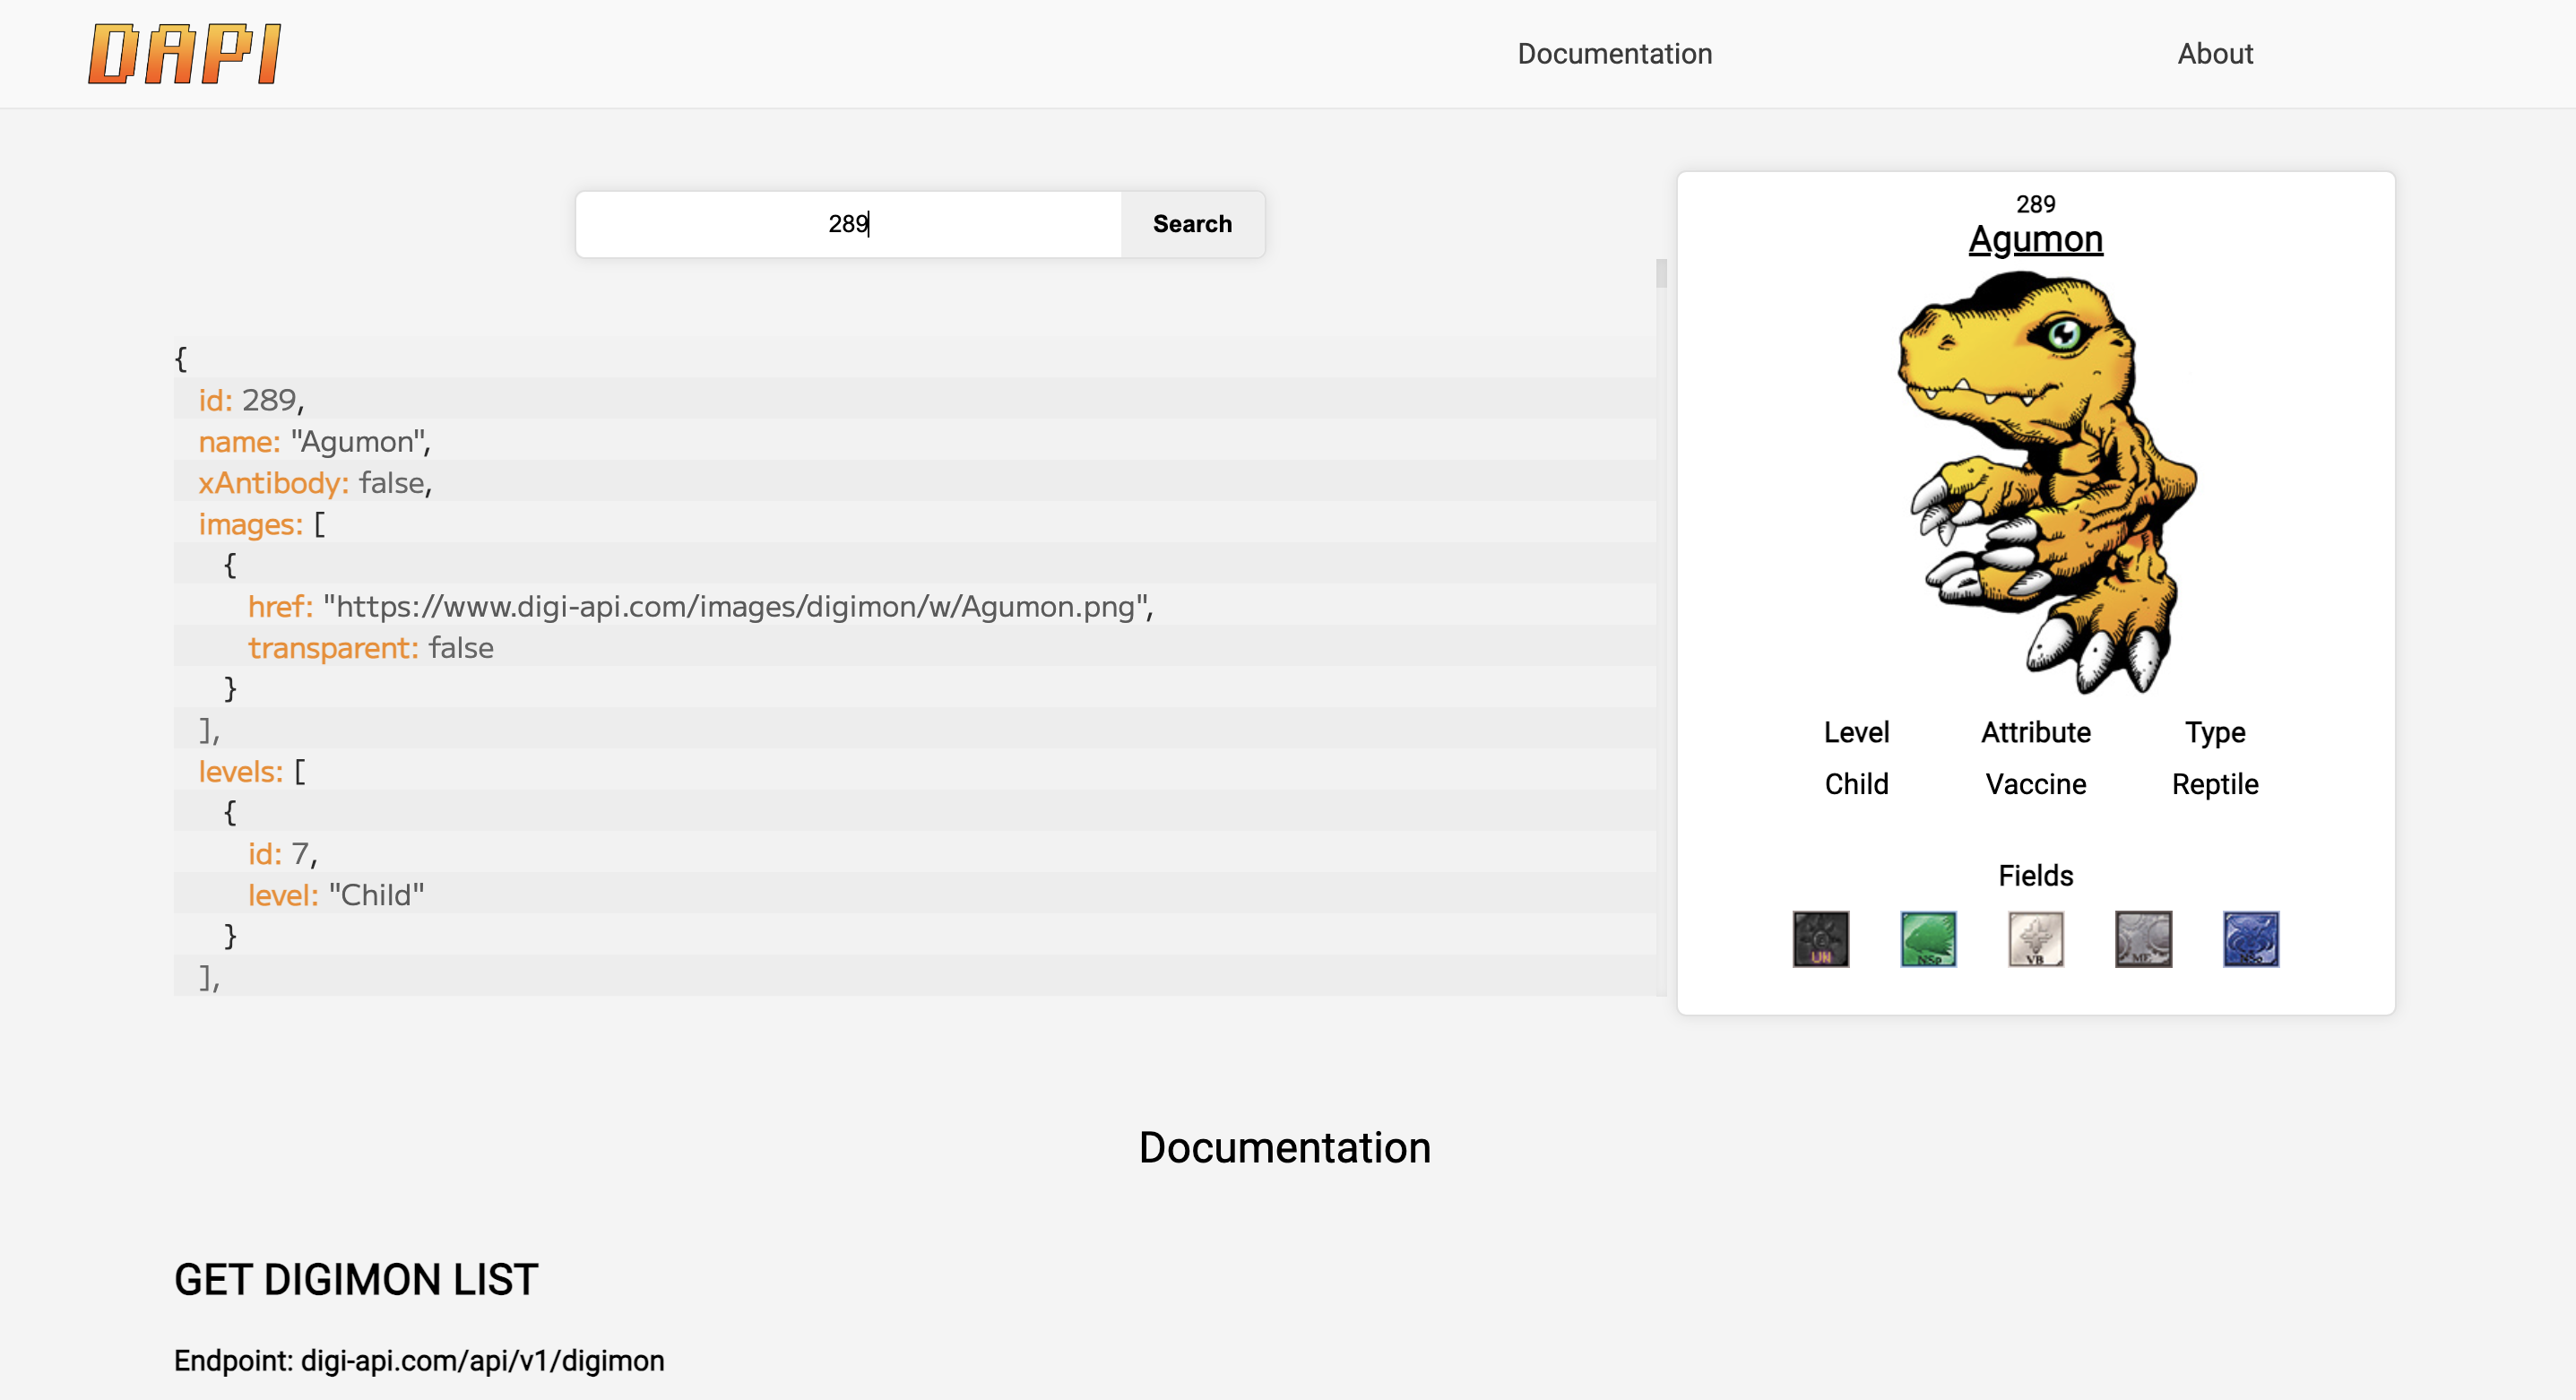 DAPI
Documentation
About
289
Search
{
id: 289,
name: "Agumon",
xAntibody: false,
images: [
{
href: "https://www.digi-api.com/images/digimon/w/Agumon.png",
transparent: false
}
],
levels: [
{
id: 7,
level: "Child"
}
],
289
Agumon
Level Attribute Type
Child Vaccine Reptile
Fields
UN NSp VB ME NSo
Documentation
GET DIGIMON LIST
Endpoint: digi-api.com/api/v1/digimon